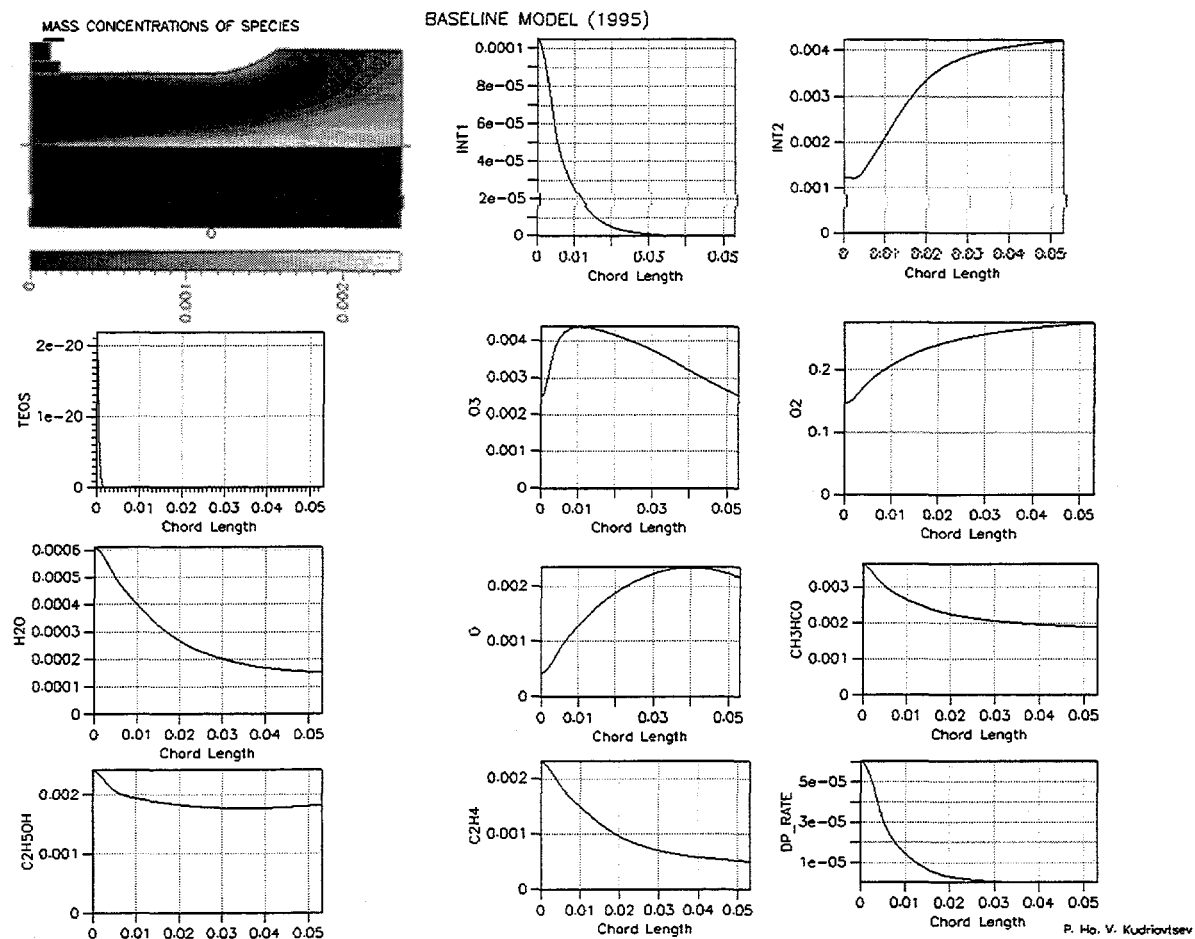 MASS CONCENTRATIONS OF SPECIES
BASELINE MODEL (1995)
0
0 0.001 0.002
INT1
0.0001
8e-05
6e-05
4e-05
2e-05
0
0 0.01 0.03 0.05
Chord Length
INT2
0.004
0.003
0.002
0.001
0
0 0.05
Chord Length
TEOS
2e-20
1e-20
0
0 0.01 0.02 0.03 0.04 0.05
Chord Length
O3
0.004
0.003
0.002
0.001
0
0 0.01 0.03 0.05
Chord Length
O2
0.2
0.1
0
0 0.01 0.02 0.03 0.04 0.05
Chord Length
H2O
0.0006
0.0005
0.0004
0.0003
0.0002
0.0001
0
0 0.01 0.02 0.03 0.04 0.05
Chord Length
O
0.002
0.001
0
0 0.01 0.03 0.05
Chord Length
CH3HCO
0.003
0.002
0.001
0
0 0.01 0.02 0.03 0.04 0.05
Chord Length
C2H5OH
0.002
0.001
0
0 0.01 0.02 0.03 0.04 0.05
C2H4
0.002
0.001
0
0 0.01 0.02 0.03 0.04 0.05
Chord Length
DP_RATE
5e-05
3e-05
1e-05
0 0.01 0.02 0.03 0.04 0.05
Chord Length
P. Ho, V. Kudriavtsev